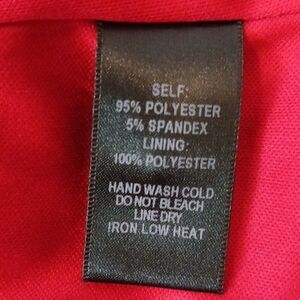 SELF:
95% POLYESTER
5% SPANDEX
LINING:
100% POLYESTER
HAND WASH COLD
DO NOT BLEACH
LINE DRY
IRON LOW HEAT